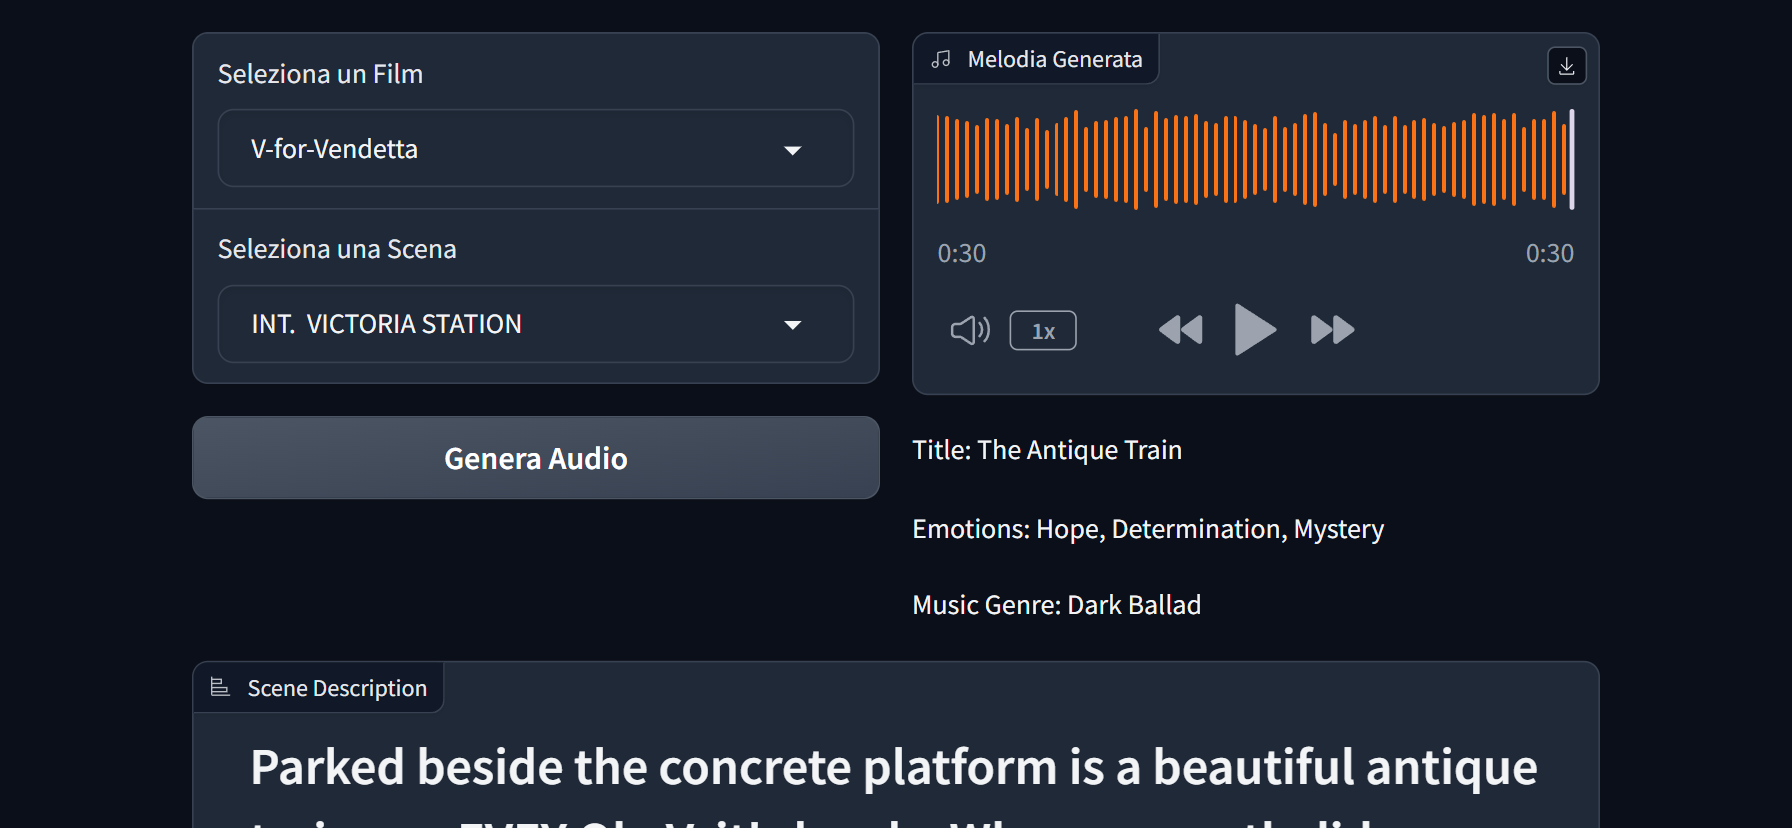 Seleziona un Film
V-for-Vendetta
Seleziona una Scena
INT.  VICTORIA STATION
Genera Audio
Melodia Generata
0:30
0:30
1x
Title: The Antique Train
Emotions: Hope, Determination, Mystery
Music Genre: Dark Ballad
Scene Description
Parked beside the concrete platform is a beautiful antique